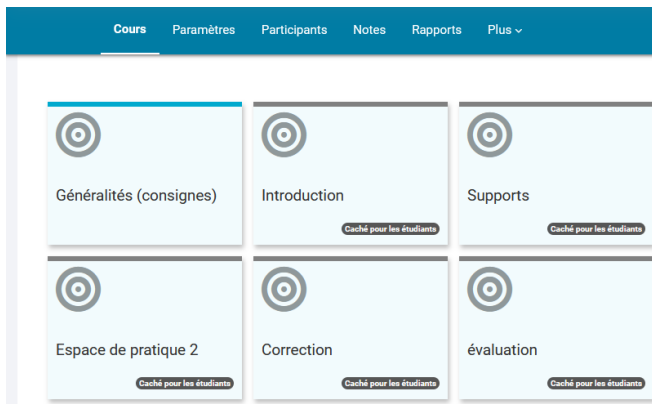 Cours Paramètres Participants Notes Rapports Plus
Généralités (consignes) Introduction Supports
Caché pour les étudiants Caché pour les étudiants
Espace de pratique 2 Correction évaluation
Caché pour les étudiants Caché pour les étudiants Caché pour les étudiants